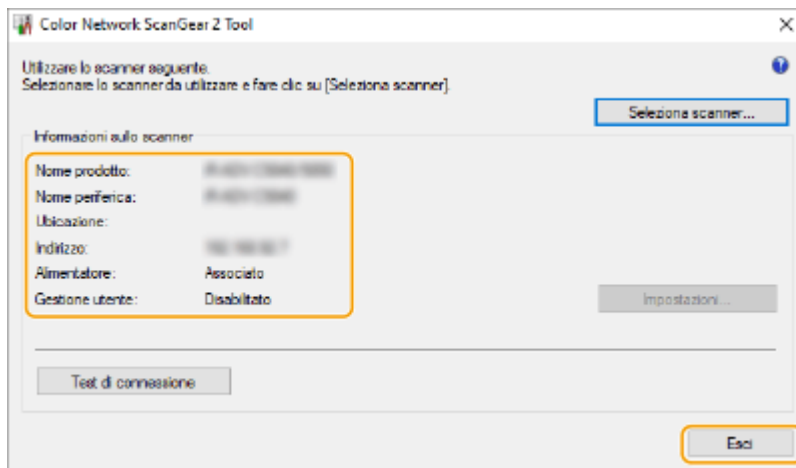 Color Network ScanGear 2 Tool
Utilizzare lo scanner seguente.
Selezionare lo scanner da utilizzare e fare clic su [Seleziona scanner].
Seleziona scanner...
Informazioni sullo scanner
Nome prodotto:
Nome periferica:
Ubicazione:
Indirizzo:
Alimentatore: Associato
Gestione utente: Disabilitato
Impostazioni...
Test di connessione
Esci